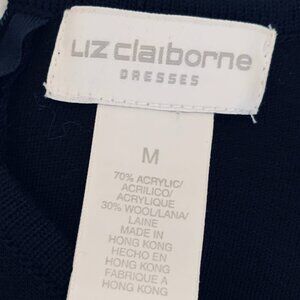 LIZ claiborne
DRESSES
M
70% ACRYLIC/
ACRILICO/
ACRYLIQUE
30% WOOL/LANA/
LAINE
MADE IN
HONG KONG
HECHO EN
HONG KONG
FABRIQUE A
HONG KONG